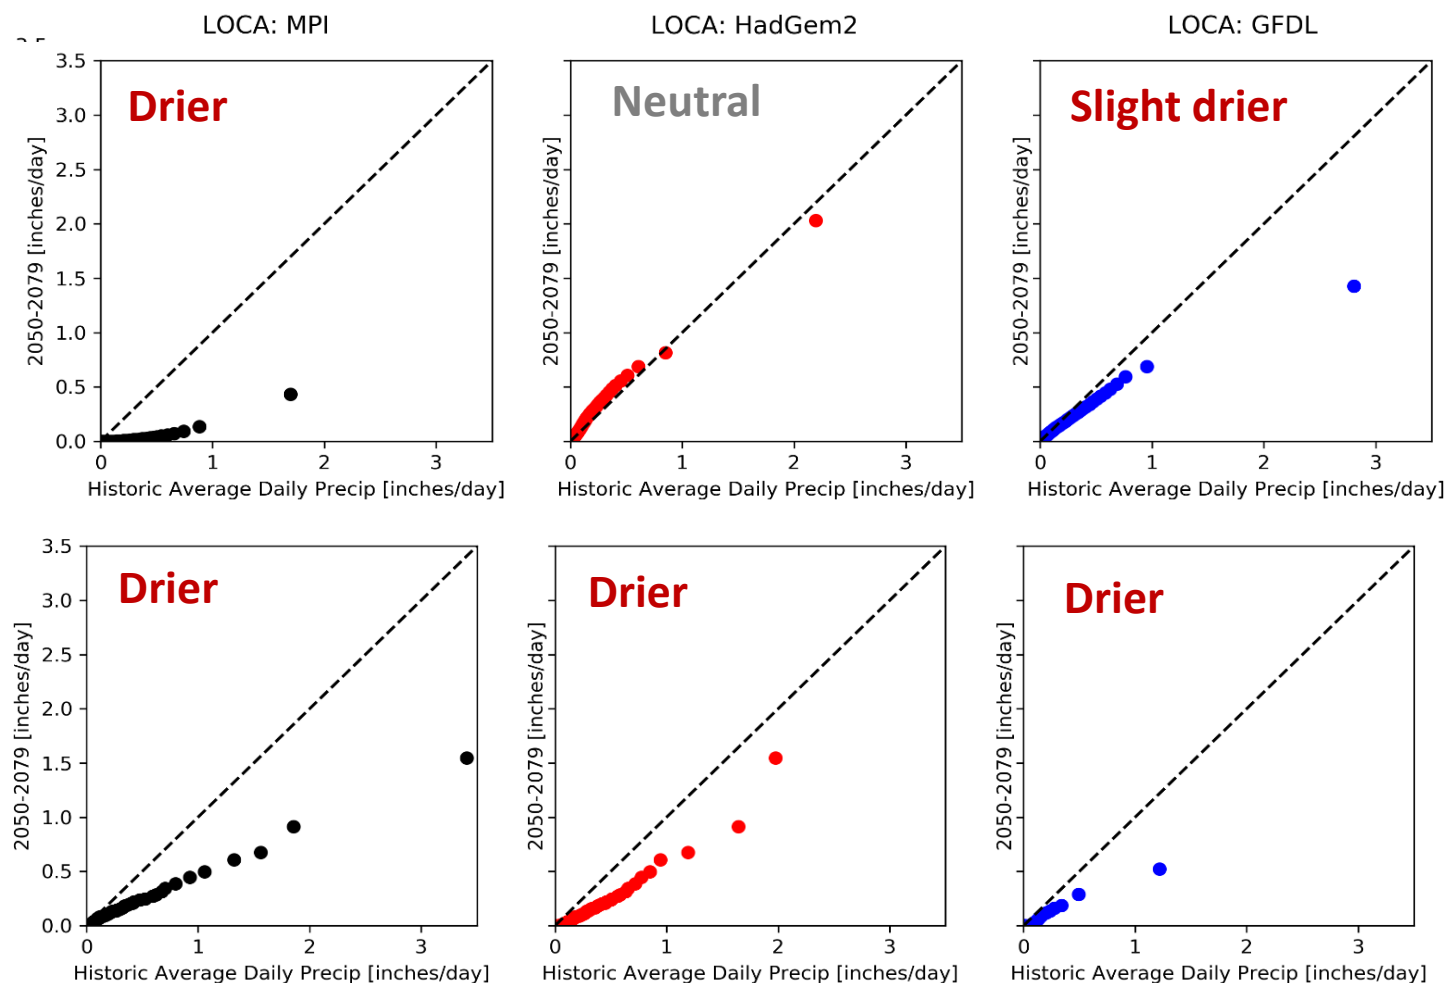 LOCA: MPI LOCA: HadGem2 LOCA: GFDL
3.5 Drier Neutral Slight drier
3.0
2.5
2.0
1.5
1.0
0.5
0.0
2050-2079 [inches/day] 2050-2079 [inches/day] 2050-2079 [inches/day]
0 1 2 3 0 1 2 3 0 1 2 3
Historic Average Daily Precip [inches/day] Historic Average Daily Precip [inches/day] Historic Average Daily Precip [inches/day]
3.5 Drier Drier Drier
3.0
2.5
2.0
1.5
1.0
0.5
0.0
2050-2079 [inches/day] 2050-2079 [inches/day] 2050-2079 [inches/day]
0 1 2 3 0 1 2 3 0 1 2 3
Historic Average Daily Precip [inches/day] Historic Average Daily Precip [inches/day] Historic Average Daily Precip [inches/day]